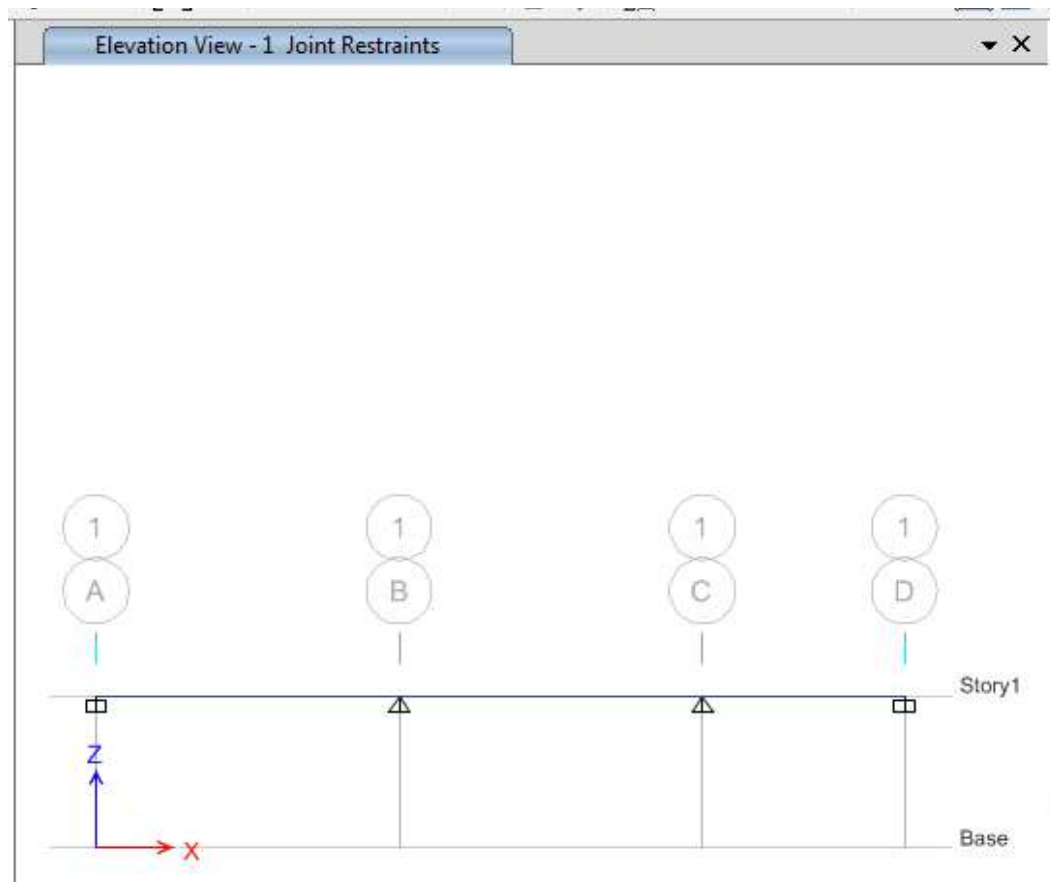 Elevation View - 1 Joint Restraints
1 1 1 1
A B C D
Story1
Z
X
Base